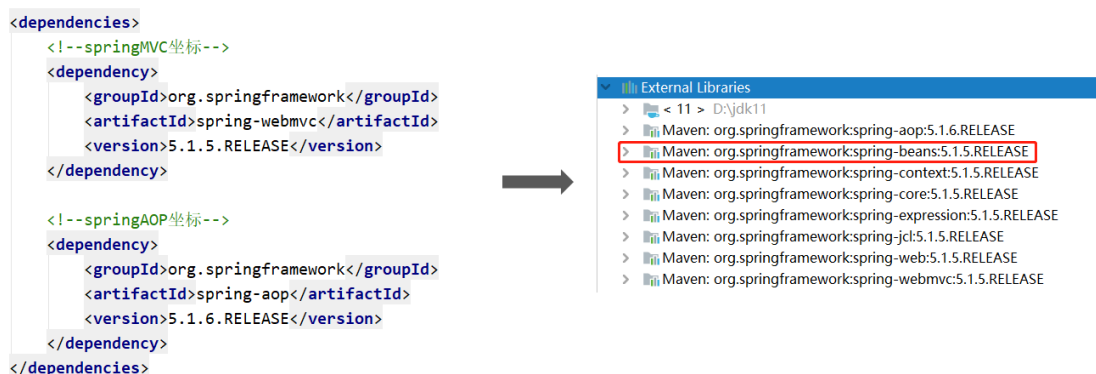 <dependencies>
<!--springMVC坐标-->
<dependency>
<groupId>org.springframework</groupId>
<artifactId>spring-webmvc</artifactId>
<version>5.1.5.RELEASE</version>
</dependency>
<!--springAOP坐标-->
<dependency>
<groupId>org.springframework</groupId>
<artifactId>spring-aop</artifactId>
<version>5.1.6.RELEASE</version>
</dependency>
</dependencies>
External Libraries
< 11 > D:\jdk11
Maven: org.springframework:spring-aop:5.1.6.RELEASE
Maven: org.springframework:spring-beans:5.1.5.RELEASE
Maven: org.springframework:spring-context:5.1.5.RELEASE
Maven: org.springframework:spring-core:5.1.5.RELEASE
Maven: org.springframework:spring-expression:5.1.5.RELEASE
Maven: org.springframework:spring-jcl:5.1.5.RELEASE
Maven: org.springframework:spring-web:5.1.5.RELEASE
Maven: org.springframework:spring-webmvc:5.1.5.RELEASE